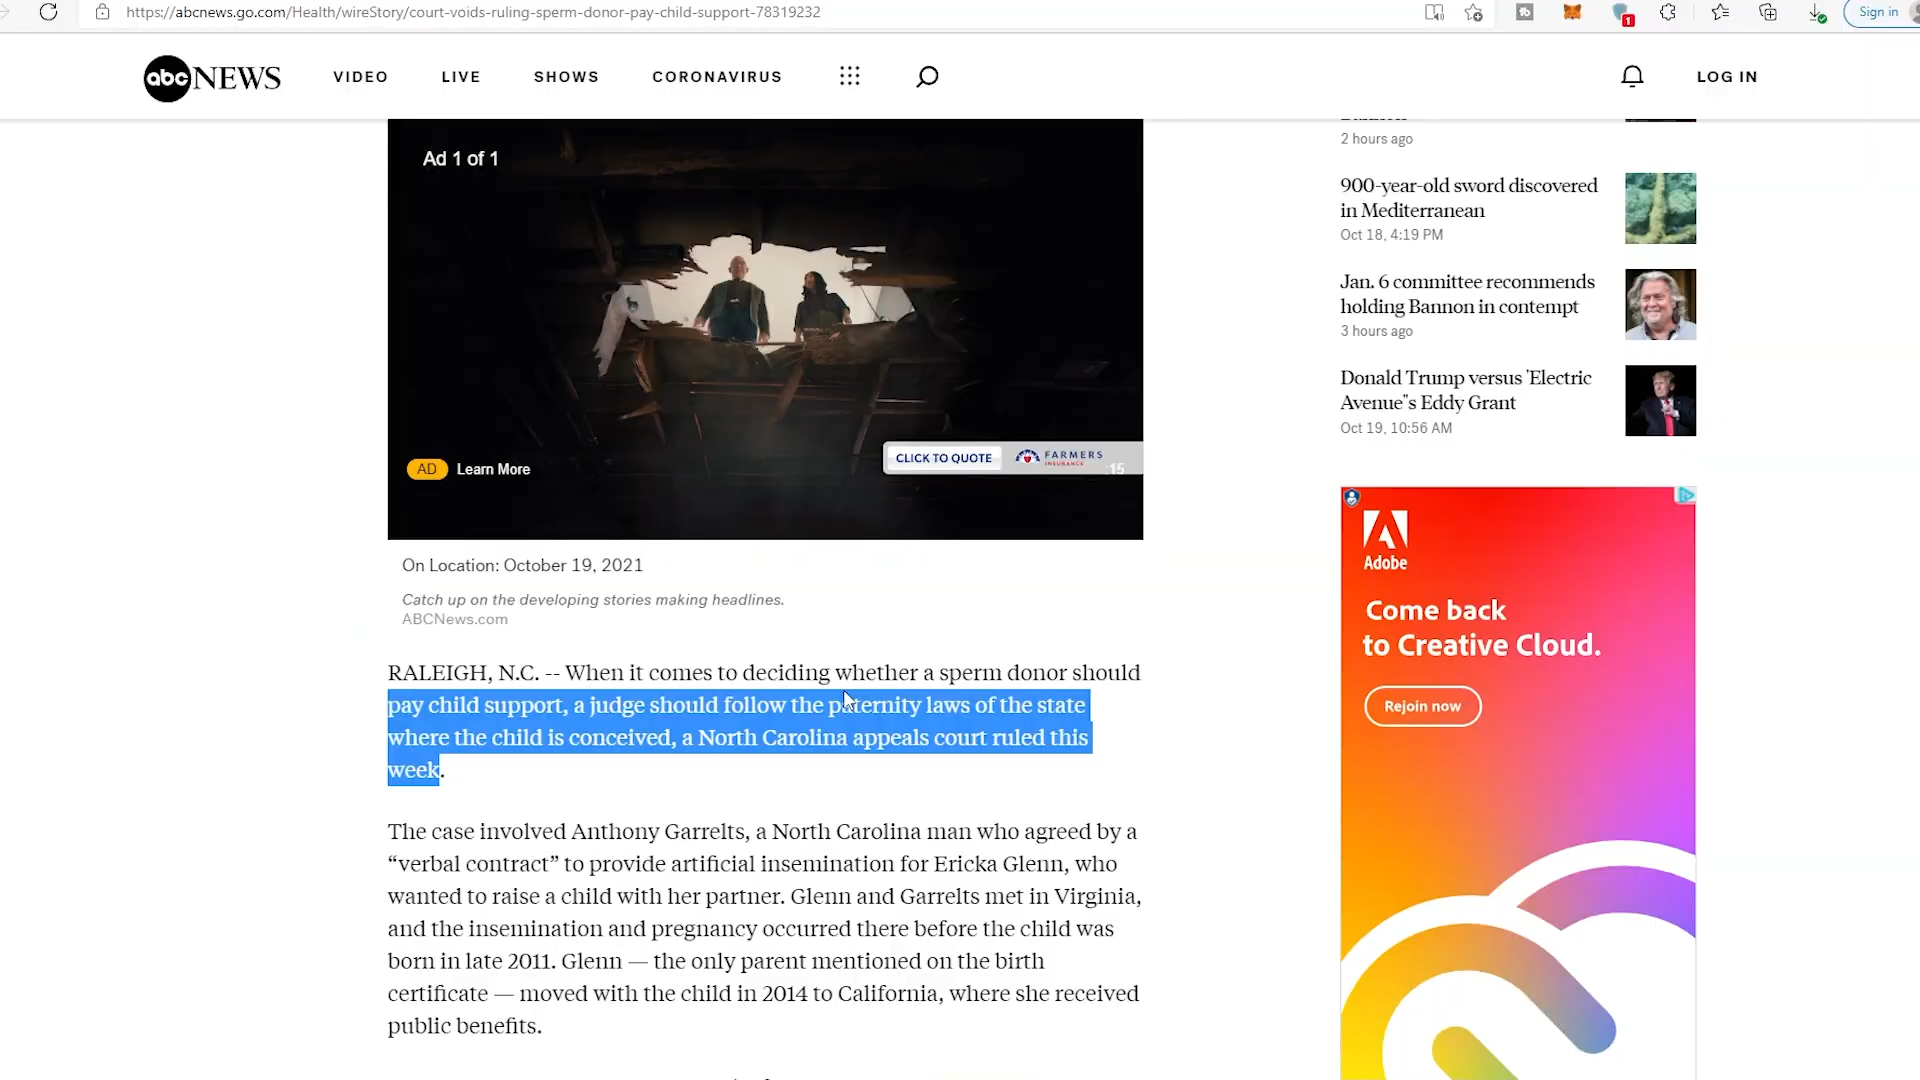 https://abcnews.go.com/Health/wireStory/court-voids-ruling-sperm-donor-pay-child-support-78319232
1
Sign in
abc NEWS
VIDEO
LIVE
SHOWS
CORONAVIRUS
LOG IN
Ad 1 of 1
AD Learn More
CLICK TO QUOTE
FARMERS
INSURANCE
:15
On Location: October 19, 2021
Catch up on the developing stories making headlines.
ABCNews.com
RALEIGH, N.C. -- When it comes to deciding whether a sperm donor should
pay child support, a judge should follow the paternity laws of the state
where the child is conceived, a North Carolina appeals court ruled this
week.
The case involved Anthony Garrelts, a North Carolina man who agreed by a
“verbal contract” to provide artificial insemination for Ericka Glenn, who
wanted to raise a child with her partner. Glenn and Garrelts met in Virginia,
and the insemination and pregnancy occurred there before the child was
born in late 2011. Glenn — the only parent mentioned on the birth
certificate — moved with the child in 2014 to California, where she received
public benefits.
2 hours ago
900-year-old sword discovered
in Mediterranean
Oct 18, 4:19 PM
Jan. 6 committee recommends
holding Bannon in contempt
3 hours ago
Donald Trump versus 'Electric
Avenue''s Eddy Grant
Oct 19, 10:56 AM
Adobe
Come back
to Creative Cloud.
Rejoin now